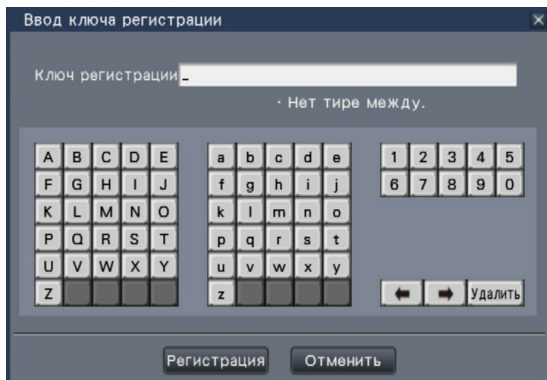 Ввод ключа регистрации
Ключ регистрации
· Нет тире между.
A B C D E a b c d e 1 2 3 4 5
F G H I J f g h i j 6 7 8 9 0
K L M N O k l m n o
P Q R S T p q r s t
U V W X Y u v w x y
Z z Удалить
Регистрация Отменить